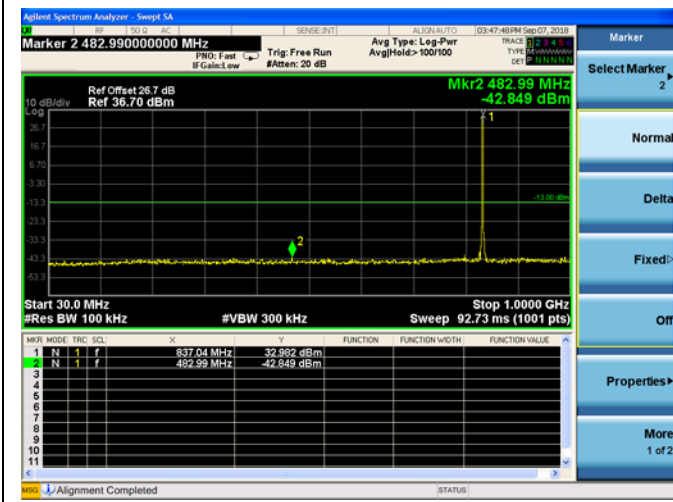 Agilent Spectrum Analyzer - Swept SA
RF 50 Ω AC SENSE:INT ALIGN AUTO 03:47:48 PM Sep 07, 2018
Marker 2 482.990000000 MHz
PNO: Fast
IFGain:Low
Trig: Free Run
#Atten: 20 dB
Avg Type: Log-Pwr
Avg|Hold:>100/100
TRACE 1 2 3 4 5 6
TYPE MWWWWW
DET P N N N N N
Ref Offset 26.7 dB
Ref 36.70 dBm
10 dB/div
Log
Mkr2 482.99 MHz
-42.849 dBm
26.7
16.7
6.70
-3.30
-13.3
-23.3
-33.3
-43.3
-53.3
1
-13.00 dBm
2
Start 30.0 MHz
Stop 1.0000 GHz
#Res BW 100 kHz
#VBW 300 kHz
Sweep 92.73 ms (1001 pts)
MKR MODE TRC SCL X Y FUNCTION FUNCTION WIDTH FUNCTION VALUE
1 N 1 f 837.04 MHz 32.982 dBm
2 N 1 f 482.99 MHz -42.849 dBm
3
4
5
6
7
8
9
10
11
MSG Alignment Completed
STATUS
Marker
Select Marker
2
Normal
Delta
Fixed
Off
Properties
More
1 of 2